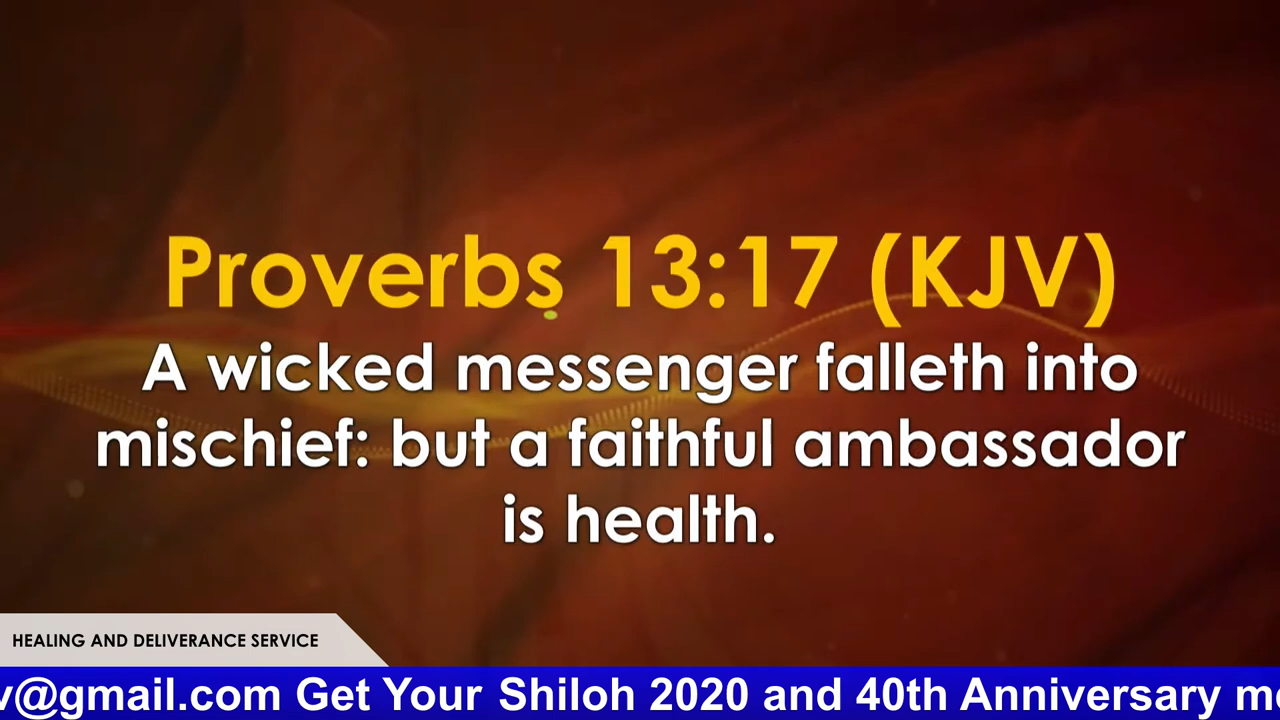 Proverbs 13:17 (KJV)
A wicked messenger falleth into
mischief: but a faithful ambassador
is health.
HEALING AND DELIVERANCE SERVICE
v@gmail.com Get Your Shiloh 2020 and 40th Anniversary